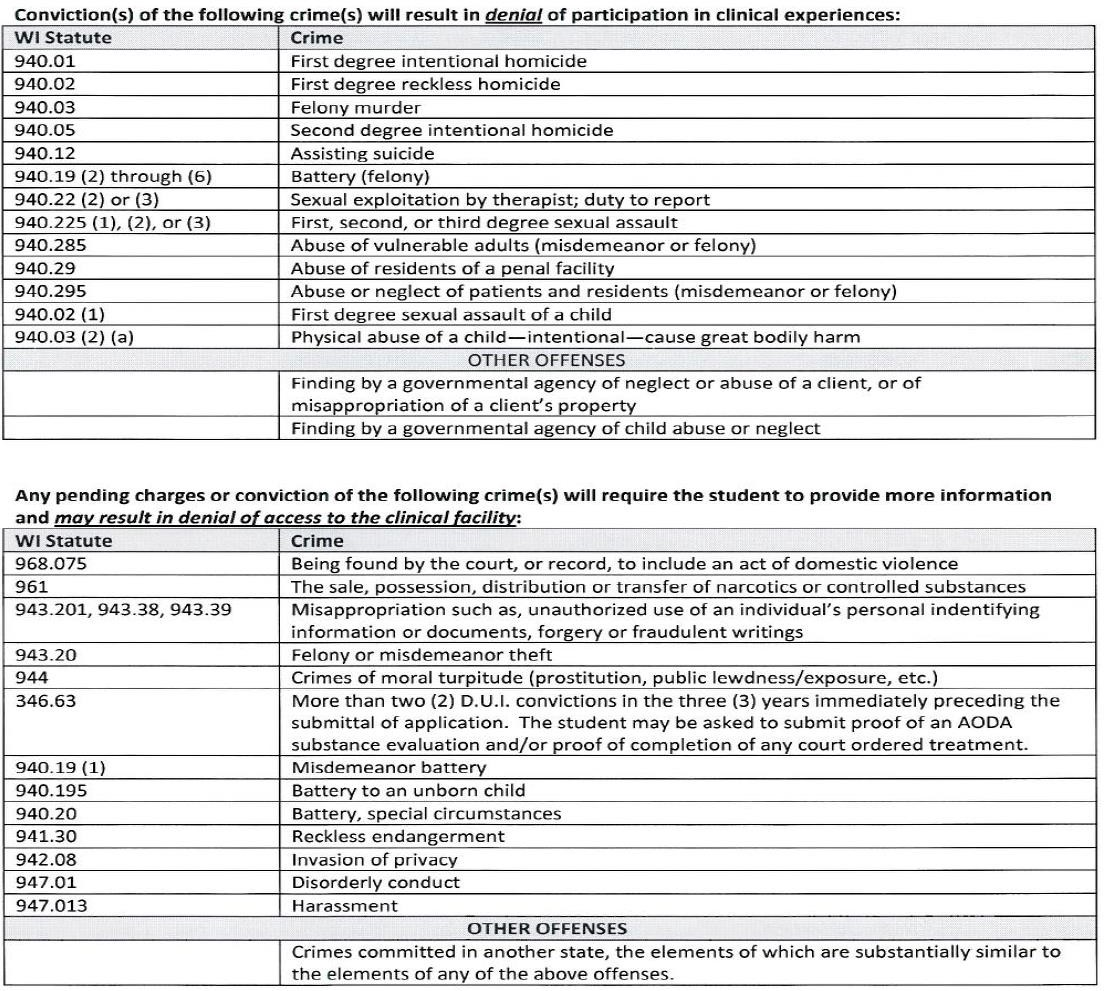 Conviction(s) of the following crime(s) will result in denial of participation in clinical experiences:
WI Statute Crime
940.01 First degree intentional homicide
940.02 First degree reckless homicide
940.03 Felony murder
940.05 Second degree intentional homicide
940.12 Assisting suicide
940.19 (2) through (6) Battery (felony)
940.22 (2) or (3) Sexual exploitation by therapist; duty to report
940.225 (1), (2), or (3) First, second, or third degree sexual assault
940.285 Abuse of vulnerable adults (misdemeanor or felony)
940.29 Abuse of residents of a penal facility
940.295 Abuse or neglect of patients and residents (misdemeanor or felony)
940.02 (1) First degree sexual assault of a child
940.03 (2) (a) Physical abuse of a child—intentional—cause great bodily harm
OTHER OFFENSES
Finding by a governmental agency of neglect or abuse of a client, or of
misappropriation of a client's property
Finding by a governmental agency of child abuse or neglect
Any pending charges or conviction of the following crime(s) will require the student to provide more information
and may result in denial of access to the clinical facility:
WI Statute Crime
968.075 Being found by the court, or record, to include an act of domestic violence
961 The sale, possession, distribution or transfer of narcotics or controlled substances
943.201, 943.38, 943.39 Misappropriation such as, unauthorized use of an individual's personal indentifying
information or documents, forgery or fraudulent writings
943.20 Felony or misdemeanor theft
944 Crimes of moral turpitude (prostitution, public lewdness/exposure, etc.)
346.63 More than two (2) D.U.I. convictions in the three (3) years immediately preceding the
submittal of application. The student may be asked to submit proof of an AODA
substance evaluation and/or proof of completion of any court ordered treatment.
940.19 (1) Misdemeanor battery
940.195 Battery to an unborn child
940.20 Battery, special circumstances
941.30 Reckless endangerment
942.08 Invasion of privacy
947.01 Disorderly conduct
947.013 Harassment
OTHER OFFENSES
Crimes committed in another state, the elements of which are substantially similar to
the elements of any of the above offenses.